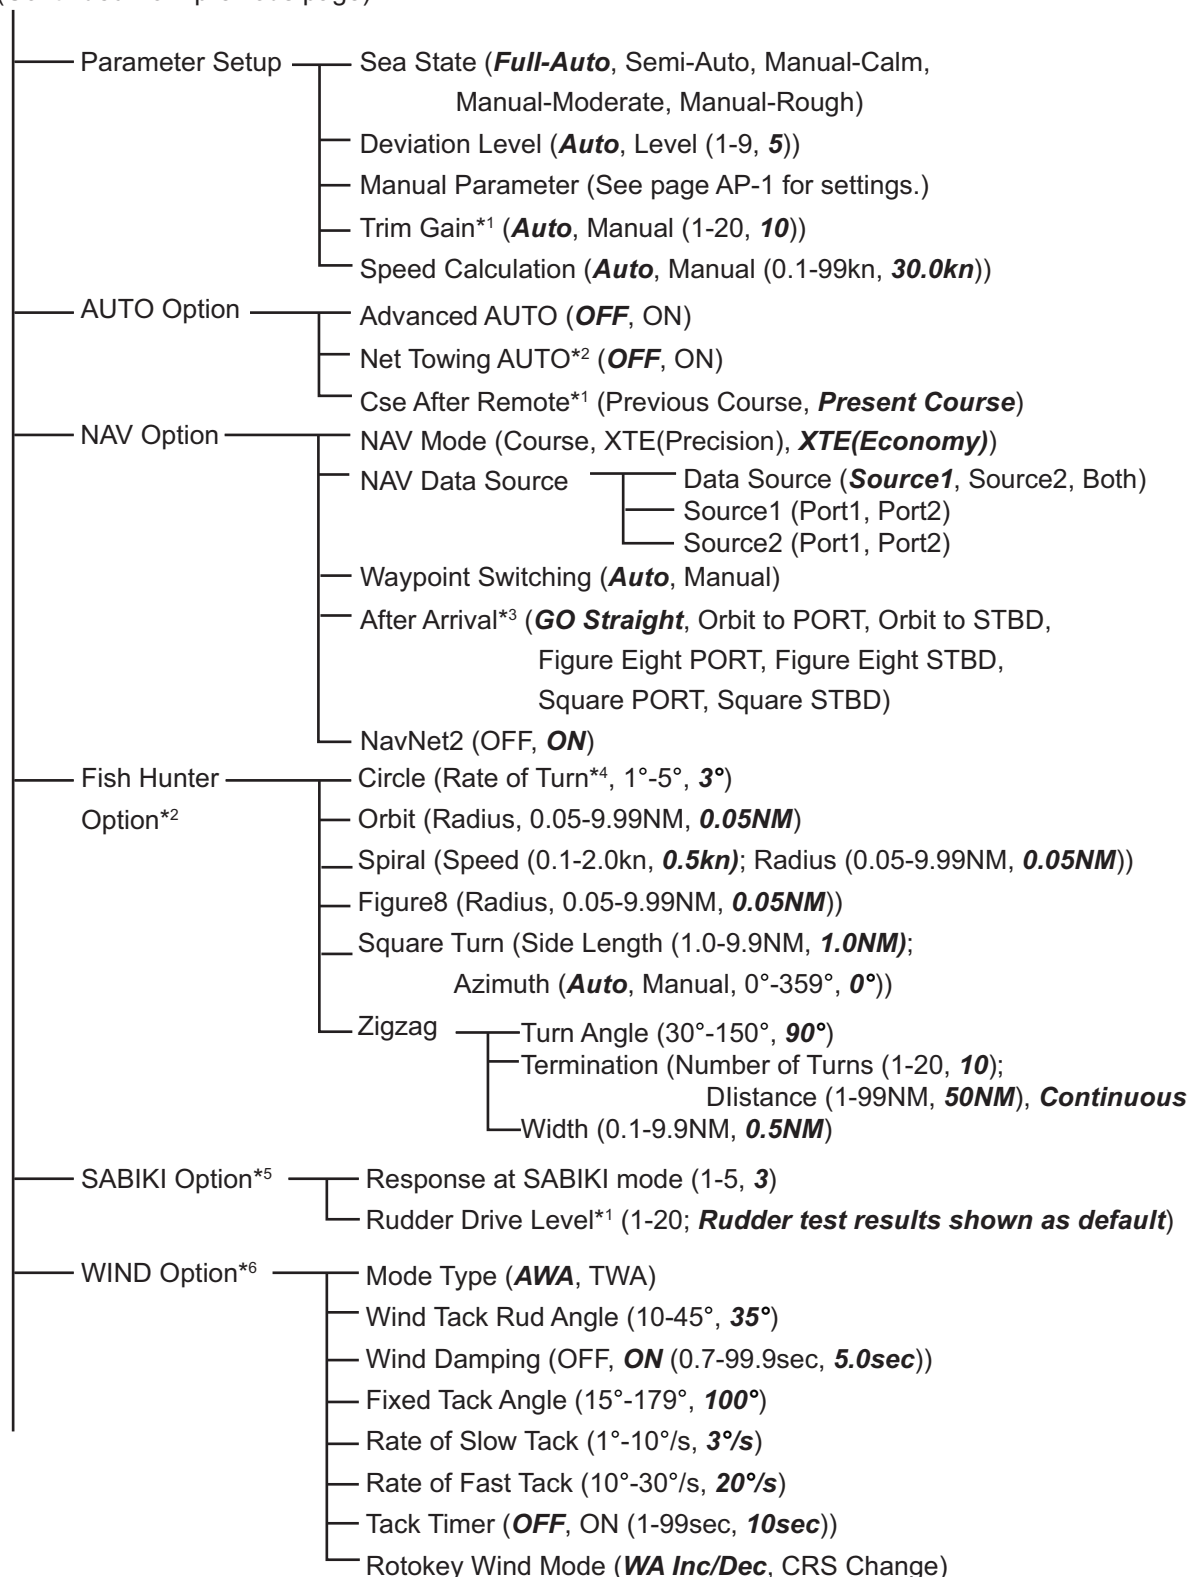 Parameter Setup
Sea State (Full-Auto, Semi-Auto, Manual-Calm,
Manual-Moderate, Manual-Rough)
Deviation Level (Auto, Level (1-9, 5))
Manual Parameter (See page AP-1 for settings.)
Trim Gain*1 (Auto, Manual (1-20, 10))
Speed Calculation (Auto, Manual (0.1-99kn, 30.0kn))
AUTO Option
Advanced AUTO (OFF, ON)
Net Towing AUTO*2 (OFF, ON)
Cse After Remote*1 (Previous Course, Present Course)
NAV Option
NAV Mode (Course, XTE(Precision), XTE(Economy))
NAV Data Source
Data Source (Source1, Source2, Both)
Source1 (Port1, Port2)
Source2 (Port1, Port2)
Waypoint Switching (Auto, Manual)
After Arrival*3 (GO Straight, Orbit to PORT, Orbit to STBD,
Figure Eight PORT, Figure Eight STBD,
Square PORT, Square STBD)
NavNet2 (OFF, ON)
Fish Hunter
Option*2
Circle (Rate of Turn*4, 1°-5°, 3°)
Orbit (Radius, 0.05-9.99NM, 0.05NM)
Spiral (Speed (0.1-2.0kn, 0.5kn); Radius (0.05-9.99NM, 0.05NM))
Figure8 (Radius, 0.05-9.99NM, 0.05NM))
Square Turn (Side Length (1.0-9.9NM, 1.0NM);
Azimuth (Auto, Manual, 0°-359°, 0°))
Zigzag
Turn Angle (30°-150°, 90°)
Termination (Number of Turns (1-20, 10);
DIistance (1-99NM, 50NM), Continuous
Width (0.1-9.9NM, 0.5NM)
SABIKI Option*5
Response at SABIKI mode (1-5, 3)
Rudder Drive Level*1 (1-20; Rudder test results shown as default)
WIND Option*6
Mode Type (AWA, TWA)
Wind Tack Rud Angle (10-45°, 35°)
Wind Damping (OFF, ON (0.7-99.9sec, 5.0sec))
Fixed Tack Angle (15°-179°, 100°)
Rate of Slow Tack (1°-10°/s, 3°/s)
Rate of Fast Tack (10°-30°/s, 20°/s)
Tack Timer (OFF, ON (1-99sec, 10sec))
Rotokey Wind Mode (WA Inc/Dec, CRS Change)